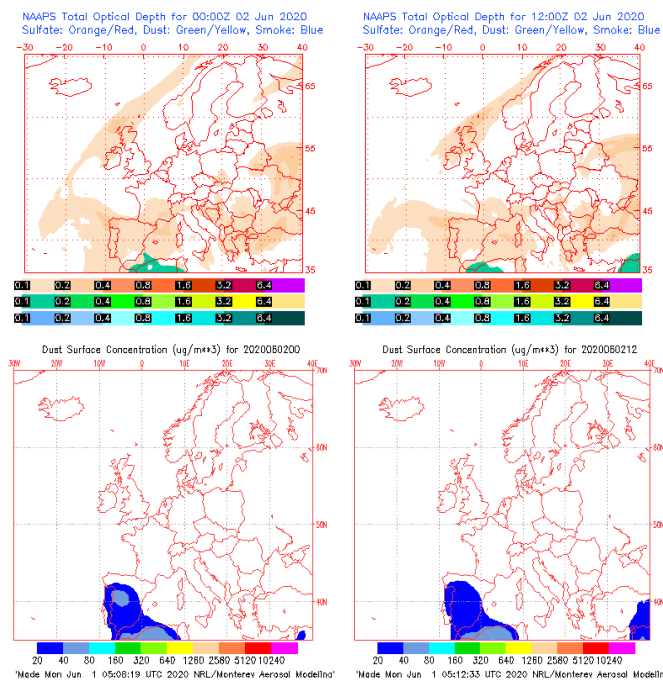 NAAPS Total Optical Depth for 00:00Z 02 Jun 2020
Sulfate: Orange/Red, Dust: Green/Yellow, Smoke: Blue
-30 -20 -10 0 10 20 30 40
69
55
45
35
0.1 0.2 0.4 0.8 1.6 3.2 6.4
0.1 0.2 0.4 0.8 1.6 3.2 6.4
0.1 0.2 0.4 0.8 1.6 3.2 6.4
NAAPS Total Optical Depth for 12:00Z 02 Jun 2020
Sulfate: Orange/Red, Dust: Green/Yellow, Smoke: Blue
-30 -20 -10 0 10 20 30 40
69
55
45
35
0.1 0.2 0.4 0.8 1.6 3.2 6.4
0.1 0.2 0.4 0.8 1.6 3.2 6.4
0.1 0.2 0.4 0.8 1.6 3.2 6.4
Dust Surface Concentration (ug/m**3) for 2020060200
30W 20W 10W 0 10E 20E 30E 40E
70N
60N
50N
40N
20 40 80 160 320 640 1280 2580 5120 10240
'Made Mon Jun 1 05:08:19 UTC 2020 NRL/Monterey Aerosol Modeling'
Dust Surface Concentration (ug/m**3) for 2020060212
30W 20W 10W 0 10E 20E 30E 40E
70N
60N
50N
40N
20 40 80 160 320 640 1280 2580 5120 10240
'Made Mon Jun 1 05:12:33 UTC 2020 NRL/Monterey Aerosol Modeling'